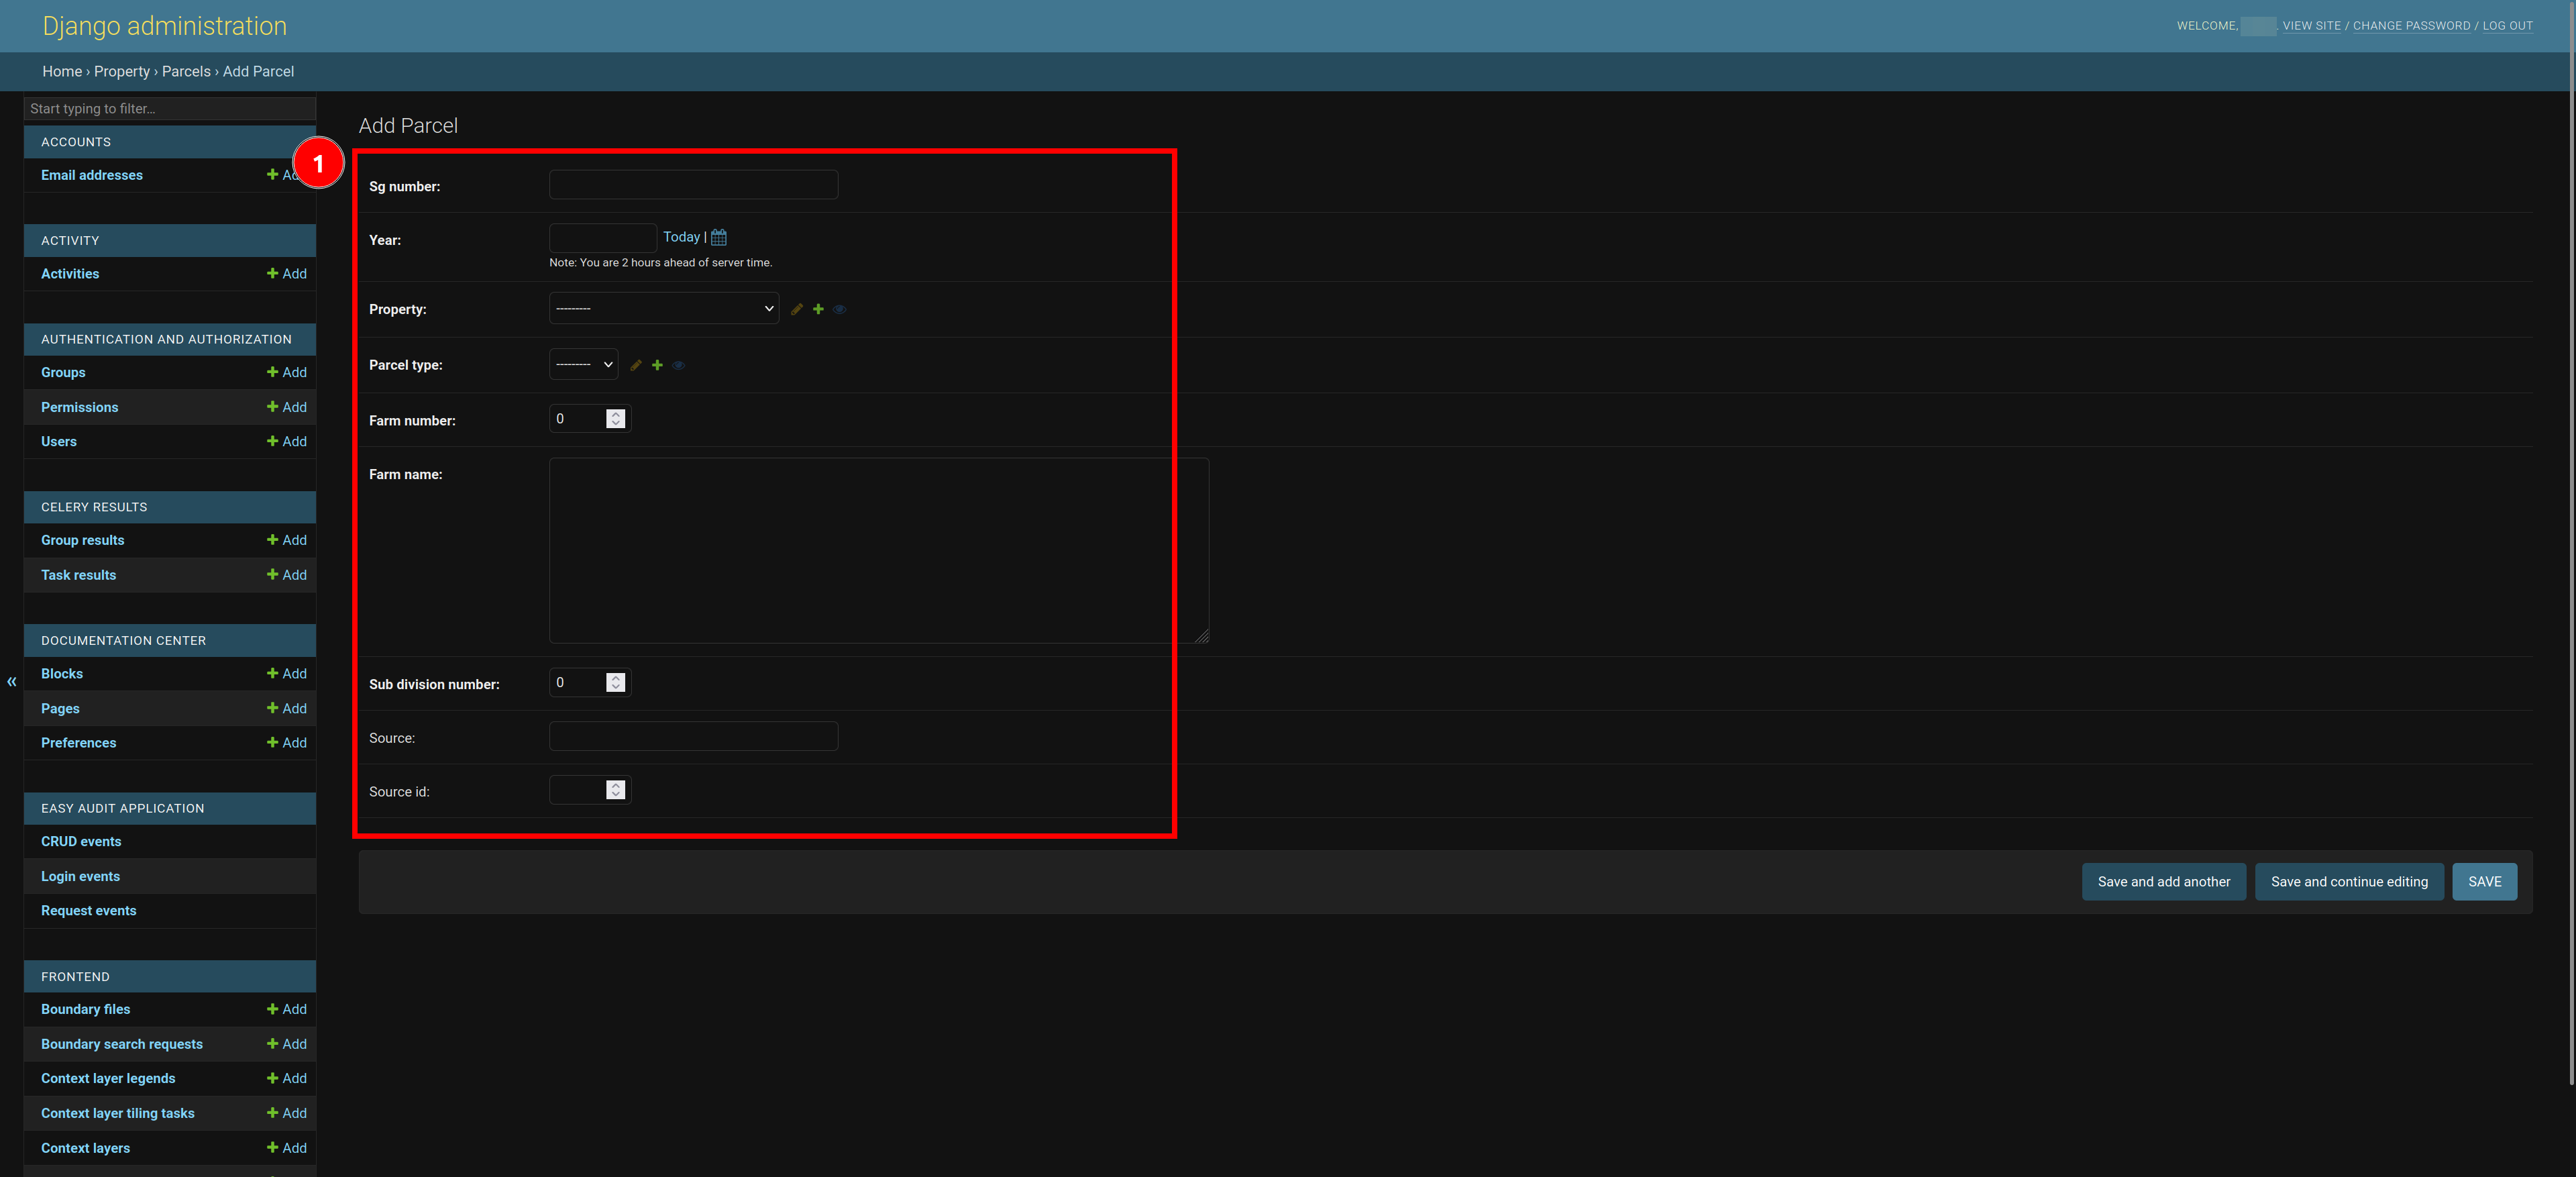 Django administration
WELCOME, . VIEW SITE / CHANGE PASSWORD / LOG OUT
Home › Property › Parcels › Add Parcel
Start typing to filter...
ACCOUNTS
Email addresses + Add
ACTIVITY
Activities + Add
AUTHENTICATION AND AUTHORIZATION
Groups + Add
Permissions + Add
Users + Add
CELERY RESULTS
Group results + Add
Task results + Add
DOCUMENTATION CENTER
Blocks + Add
Pages + Add
Preferences + Add
EASY AUDIT APPLICATION
CRUD events
Login events
Request events
FRONTEND
Boundary files + Add
Boundary search requests + Add
Context layer legends + Add
Context layer tiling tasks + Add
Context layers + Add
«
1
Add Parcel
Sg number:
Year: Today |
Note: You are 2 hours ahead of server time.
Property: ---------
Parcel type: ---------
Farm number: 0
Farm name:
Sub division number: 0
Source:
Source id:
Save and add another Save and continue editing SAVE